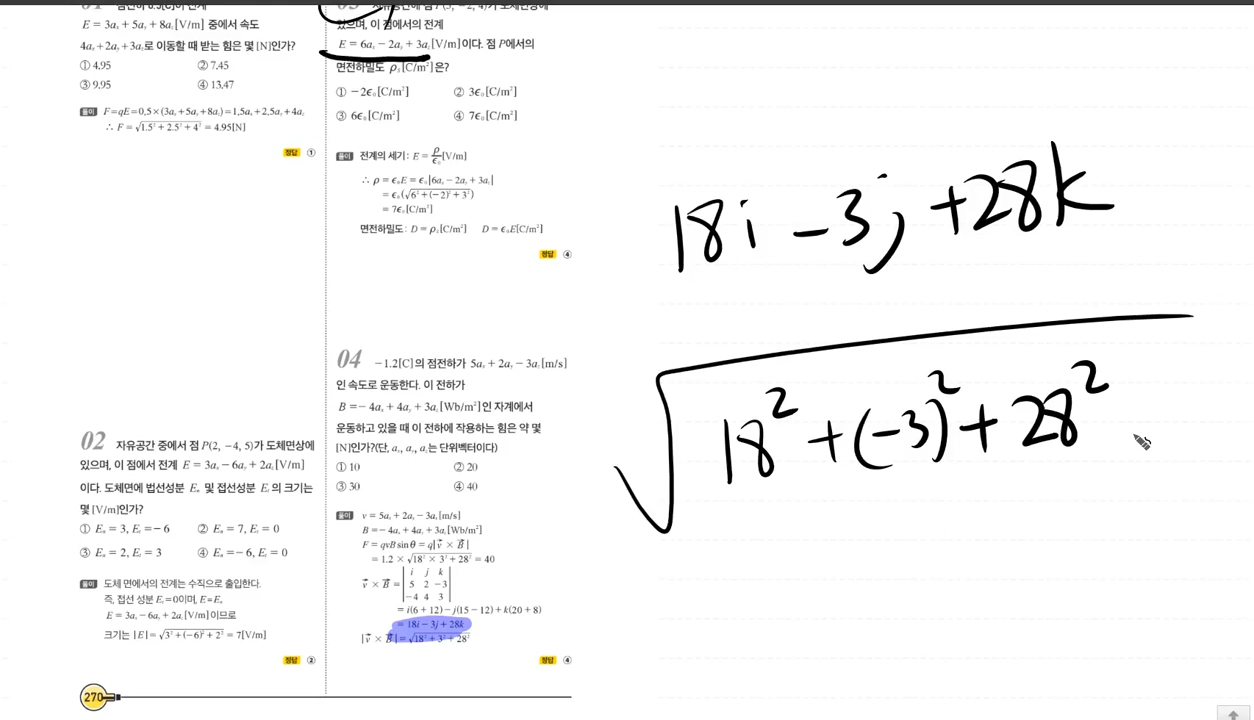 E = 3aₓ + 5aᵧ + 8a_z [V/m] 중에서 속도
4aₓ + 2aᵧ + 3a_z로 이동할 때 받는 힘은 몇 [N]인가?
① 4.95 ② 7.45
③ 9.95 ④ 13.47
풀이 F = qE = 0.5×(3aₓ + 5aᵧ + 8a_z) = 1.5aₓ + 2.5aᵧ + 4a_z
∴ F = √(1.5² + 2.5² + 4²) = 4.95[N]
정답 ①
02 자유공간 중에서 점 P(2, −4, 5)가 도체면상에
있으며, 이 점에서 전계 E = 3aₓ − 6aᵧ + 2a_z [V/m]
이다. 도체면에 법선성분 Eₙ 및 접선성분 Eₜ의 크기는
몇 [V/m]인가?
① Eₙ = 3, Eₜ = −6 ② Eₙ = 7, Eₜ = 0
③ Eₙ = 2, Eₜ = 3 ④ Eₙ = −6, Eₜ = 0
풀이 도체 면에서의 전계는 수직으로 출입한다.
즉, 접선 성분 Eₜ = 0이며, E = Eₙ
E = 3aₓ − 6aᵧ + 2a_z [V/m]이므로
크기는 |E| = √(3² + (−6)² + 2²) = 7[V/m]
정답 ②
270
있으며, 이 점에서의 전계
E = 6aₓ − 2aᵧ + 3a_z [V/m]이다. 점 P에서의
면전하밀도 ρₛ[C/m²]은?
① −2ϵ₀[C/m²] ② 3ϵ₀[C/m²]
③ 6ϵ₀[C/m²] ④ 7ϵ₀[C/m²]
풀이 전계의 세기 : E = ρ/ϵ₀ [V/m]
∴ ρ = ϵ₀E = ϵ₀|6aₓ − 2aᵧ + 3a_z|
= ϵ₀(√(6² + (−2)² + 3²))
= 7ϵ₀[C/m²]
면전하밀도 : D = ρₛ[C/m²] D = ϵ₀E[C/m²]
정답 ④
04 −1.2[C]의 점전하가 5aₓ + 2aᵧ − 3a_z [m/s]
인 속도로 운동한다. 이 전하가
B = −4aₓ + 4aᵧ + 3a_z [Wb/m²]인 자계에서
운동하고 있을 때 이 전하에 작용하는 힘은 약 몇
[N]인가?(단, aₓ, aᵧ, a_z는 단위벡터이다)
① 10 ② 20
③ 30 ④ 40
풀이 v = 5aₓ + 2aᵧ − 3a_z [m/s]
B = −4aₓ + 4aᵧ + 3a_z [Wb/m²]
F = qvB sin θ = q|v⃗ × B⃗|
= 1.2 × √(18² × 3² + 28²) = 40
i j k
v⃗ × B⃗ = 5 2 −3
−4 4 3
= i(6 + 12) − j(15 − 12) + k(20 + 8)
= 18i − 3j + 28k
|v⃗ × B⃗| = √(18² + 3² + 28²)
정답 ④
18i − 3j + 28k
√(18² + (−3)² + 28²)